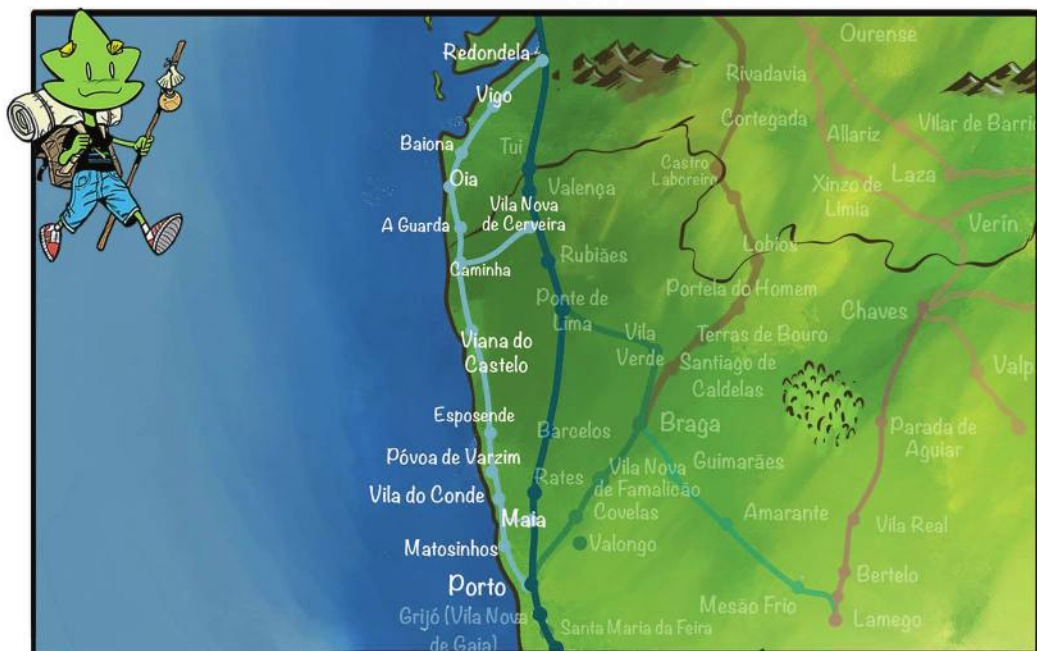 Redondela
Vigo
Baiona
Oia
A Guarda
Caminha
Vila Nova
de Cerveira
Viana do
Castelo
Esposende
Póvoa de Varzim
Vila do Conde
Maia
Matosinhos
Porto
Grijó (Vila Nova
de Gaia)
Santa Maria da Feira
Tui
Valença
Rubiães
Ponte de
Lima
Barcelos
Rates
Vila
Verde
Braga
Vila Nova
de Famalicão
Covelas
Valongo
Guimarães
Amarante
Mesão Frio
Ourense
Rivadavia
Cortegada
Castro
Laboreiro
Lobios
Portela do Homem
Terras de Bouro
Santiago de
Caldelas
Allariz
Vilar de Barrio
Laza
Xinzo de
Limia
Verín
Chaves
Valp
Parada de
Aguiar
Vila Real
Bertelo
Lamego